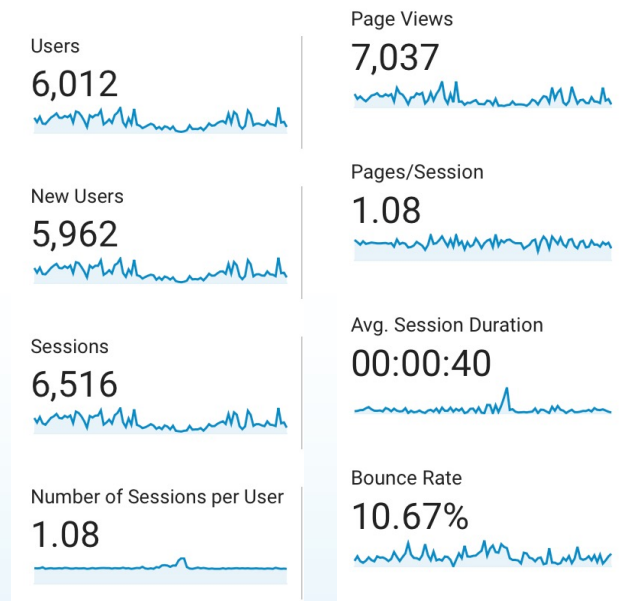 Users
6,012
New Users
5,962
Sessions
6,516
Number of Sessions per User
1.08
Page Views
7,037
Pages/Session
1.08
Avg. Session Duration
00:00:40
Bounce Rate
10.67%